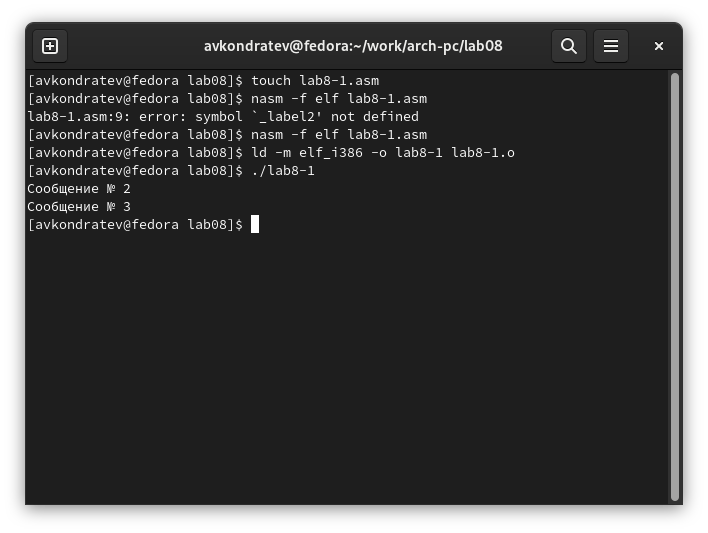 avkondratev@fedora:~/work/arch-pc/lab08
[avkondratev@fedora lab08]$ touch lab8-1.asm
[avkondratev@fedora lab08]$ nasm -f elf lab8-1.asm
lab8-1.asm:9: error: symbol `_label2' not defined
[avkondratev@fedora lab08]$ nasm -f elf lab8-1.asm
[avkondratev@fedora lab08]$ ld -m elf_i386 -o lab8-1 lab8-1.o
[avkondratev@fedora lab08]$ ./lab8-1
Сообщение № 2
Сообщение № 3
[avkondratev@fedora lab08]$